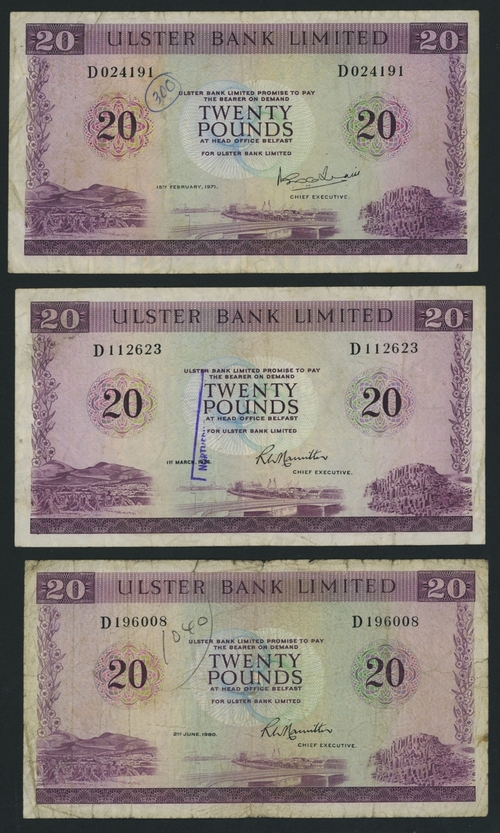 20 ULSTER BANK LIMITED 20
D024191 D024191
300
ULSTER BANK LIMITED PROMISE TO PAY
THE BEARER ON DEMAND
20 TWENTY 20
POUNDS
AT HEAD OFFICE BELFAST
FOR ULSTER BANK LIMITED
15TH FEBRUARY, 1971.
CHIEF EXECUTIVE.
20 ULSTER BANK LIMITED 20
D112623 D112623
ULSTER BANK LIMITED PROMISE TO PAY
THE BEARER ON DEMAND
20 TWENTY 20
POUNDS
AT HEAD OFFICE BELFAST
FOR ULSTER BANK LIMITED
1ST MARCH,
CHIEF EXECUTIVE.
20 ULSTER BANK LIMITED 20
D196008 D196008
1040
ULSTER BANK LIMITED PROMISE TO PAY
THE BEARER ON DEMAND
20 TWENTY 20
POUNDS
AT HEAD OFFICE BELFAST
FOR ULSTER BANK LIMITED
JUNE, 1980.
CHIEF EXECUTIVE.